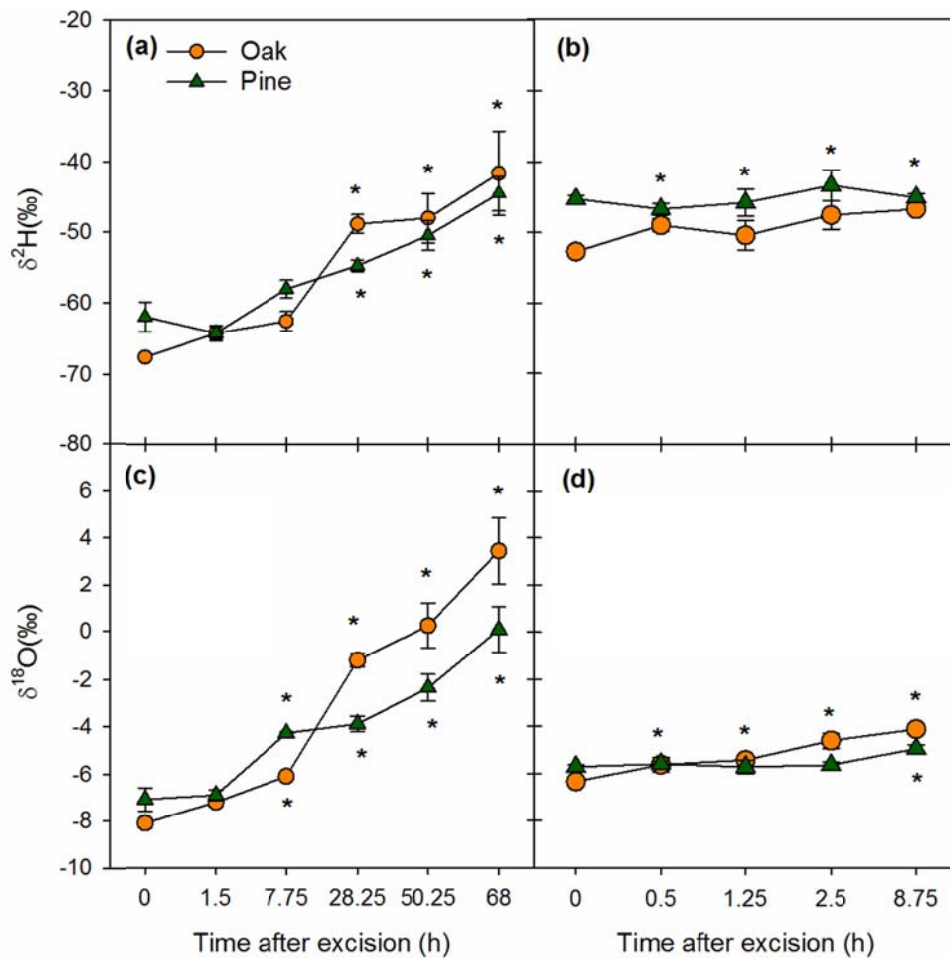 (a)
Oak
Pine
(b)
-20
-30
-40
-50
-60
-70
-80
δ²H(‰)
* * * * * *
* * * *
(c)
(d)
6
4
2
0
-2
-4
-6
-8
-10
δ¹⁸O(‰)
* * * * * * * *
* * * * *
0 1.5 7.75 28.25 50.25 68
0 0.5 1.25 2.5 8.75
Time after excision (h)
Time after excision (h)